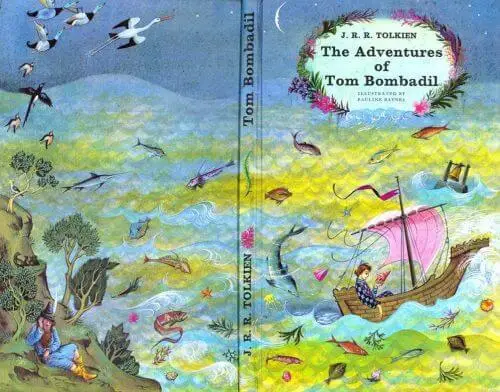 J. R. R. TOLKIEN
The Adventures
of
Tom Bombadil
ILLUSTRATED BY
PAULINE BAYNES
Tom Bombadil
J. R. R. TOLKIEN